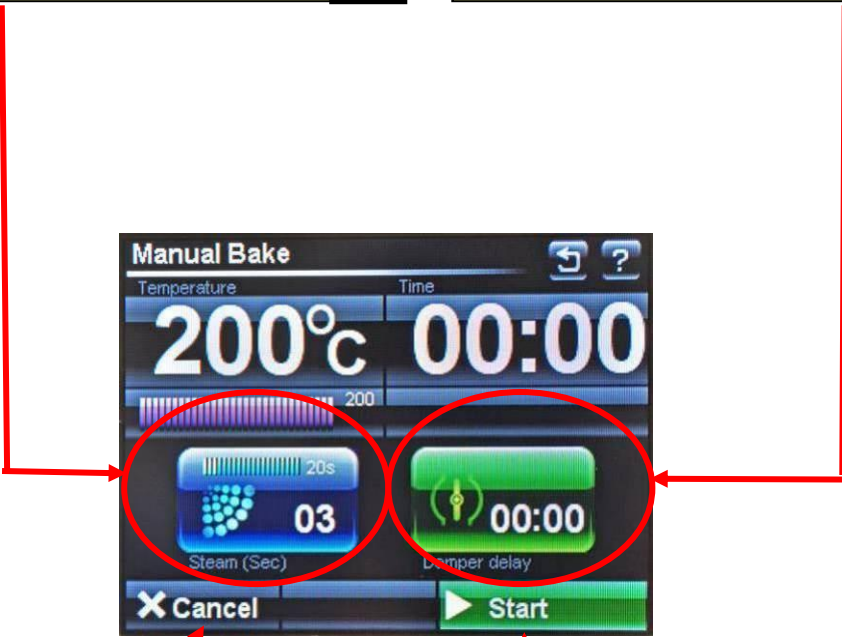 Manual Bake
?
Temperature
Time
200°C
00:00
200
20s
03
00:00
Steam (Sec)
Damper delay
Cancel
Start